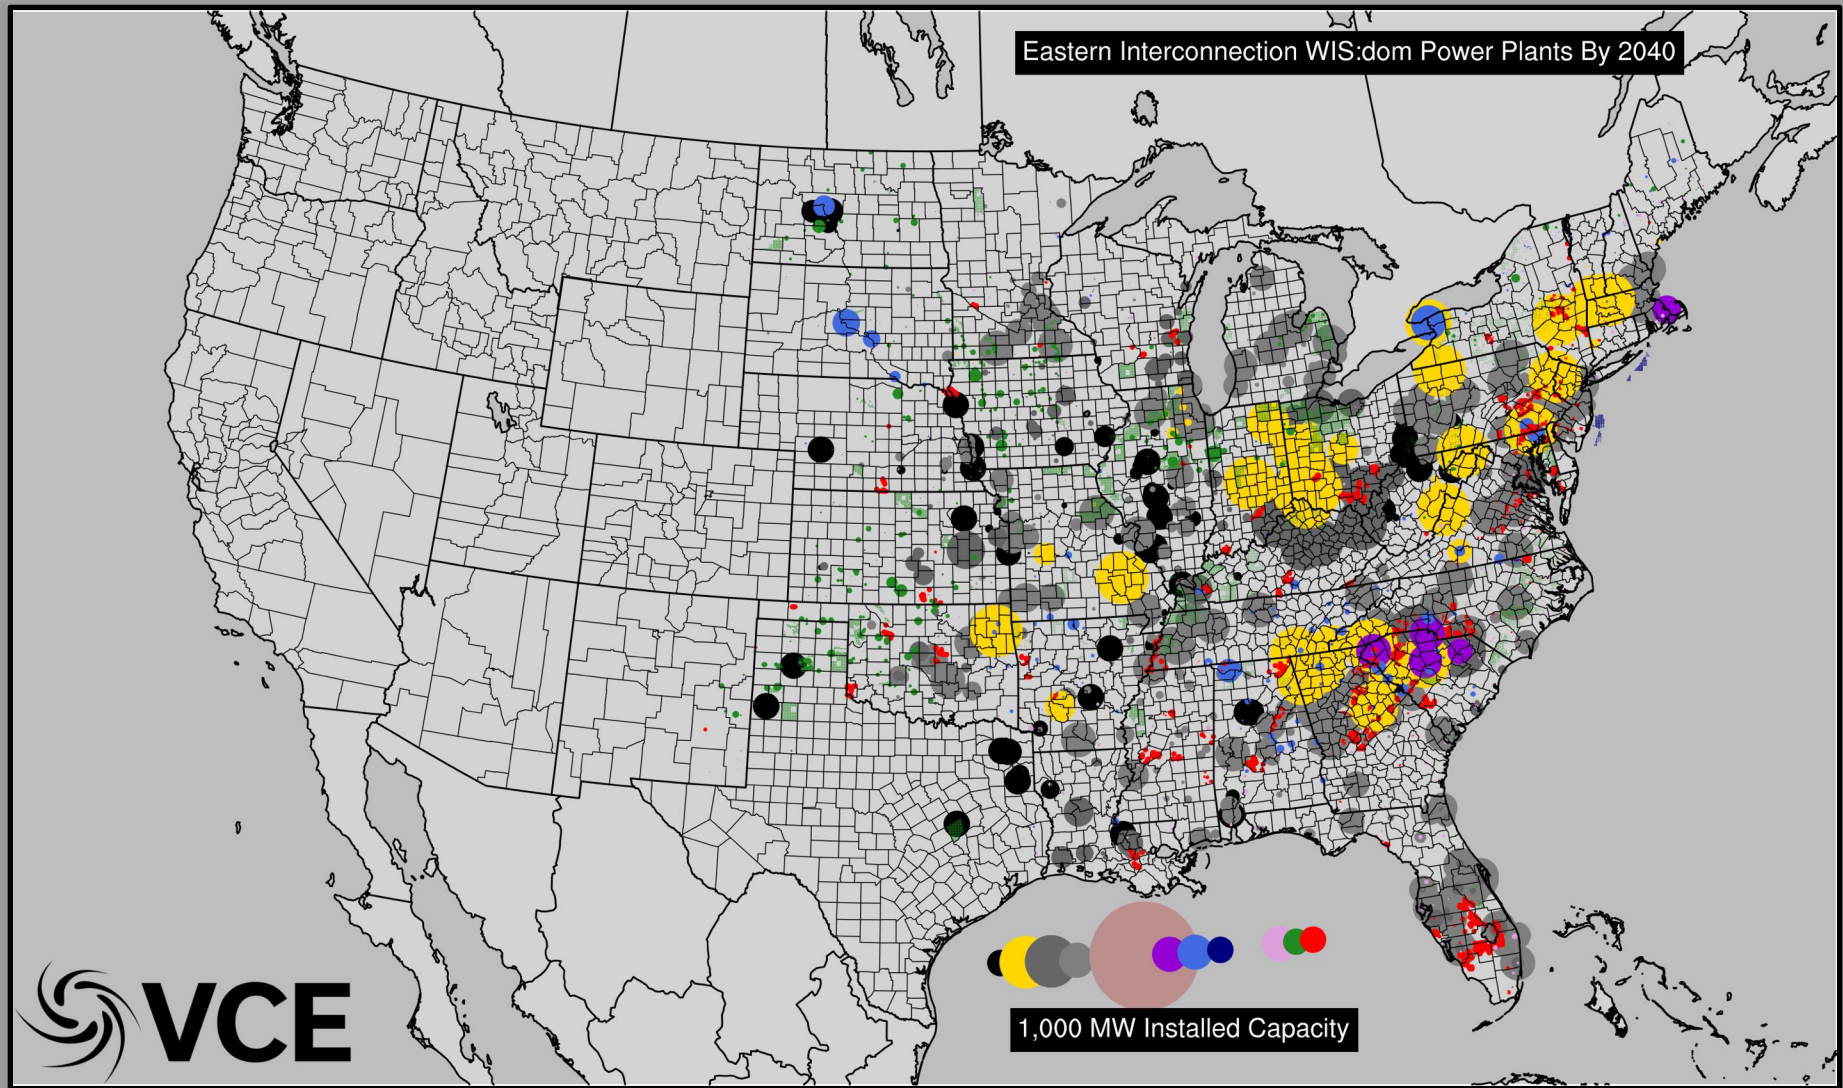 Eastern Interconnection WIS:dom Power Plants By 2040
1,000 MW Installed Capacity
VCE